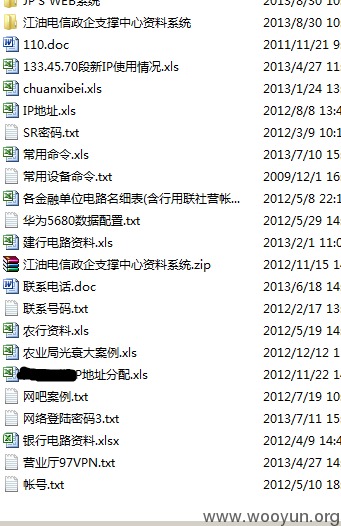 JP'S WEB系统 2013/8/30 10
江油电信政企支撑中心资料系统 2013/8/30 10
110.doc 2011/11/21 9
133.45.70段新IP使用情况.xls 2013/4/27 11
chuanxibei.xls 2013/1/24 13
IP地址.xls 2012/8/8 13:4
SR密码.txt 2012/3/9 10:1
常用命令.xls 2013/7/10 15
常用设备命令.txt 2009/12/1 16
各金融单位电路名细表(含行用联社营帐... 2012/5/8 22:1
华为5680数据配置.txt 2012/5/29 14
建行电路资料.xls 2013/2/1 11:0
江油电信政企支撑中心资料系统.zip 2012/11/15 14
联系电话.doc 2013/6/18 14
联系号码.txt 2012/2/17 13
农行资料.xls 2012/5/19 14
农业局光衰大案例.xls 2012/12/12 1
P地址分配.xls 2012/11/22 14
网吧案例.txt 2012/7/19 10
网络登陆密码3.txt 2013/7/11 15
银行电路资料.xlsx 2012/4/9 14:4
营业厅97VPN.txt 2013/4/27 14
帐号.txt 2012/5/10 18
www.wooyun.org